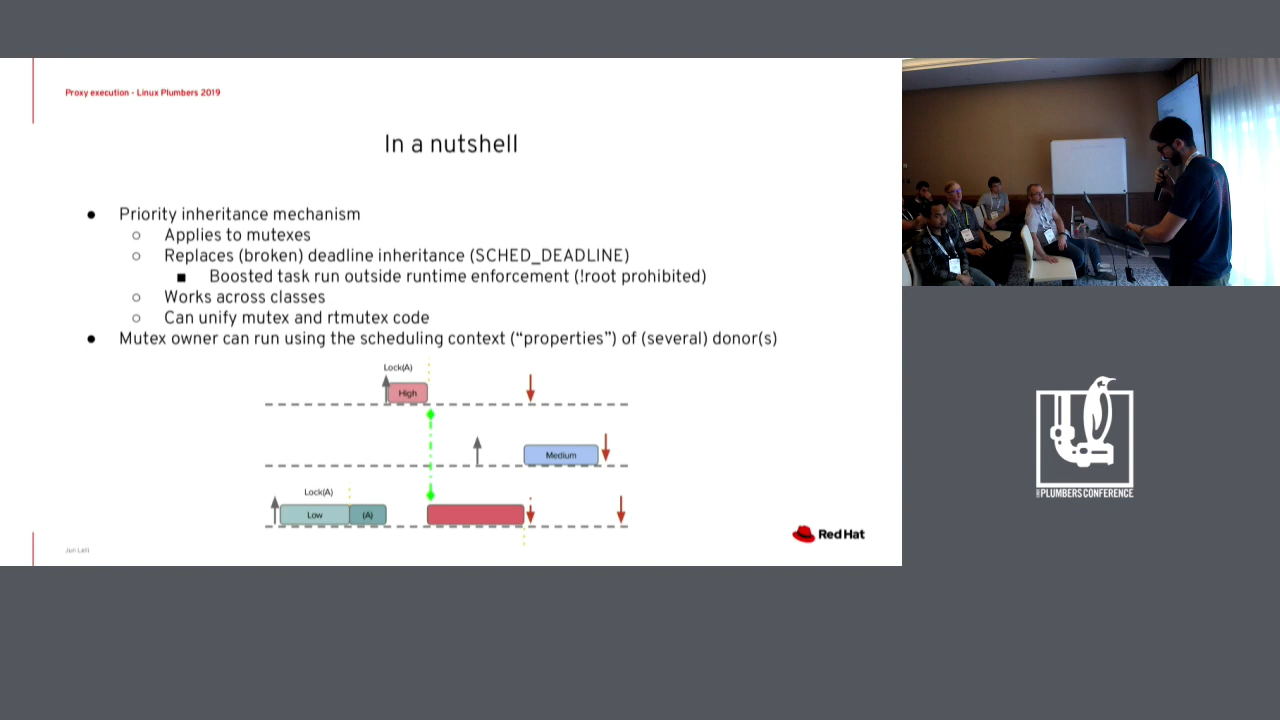 Proxy execution - Linux Plumbers 2019
In a nutshell
● Priority inheritance mechanism
○ Applies to mutexes
○ Replaces (broken) deadline inheritance (SCHED_DEADLINE)
■ Boosted task run outside runtime enforcement (!root prohibited)
○ Works across classes
○ Can unify mutex and rtmutex code
● Mutex owner can run using the scheduling context (“properties”) of (several) donor(s)
Lock(A)
High
Medium
Lock(A)
Low (A)
Red Hat
Juri Lelli
PLUMBERS CONFERENCE